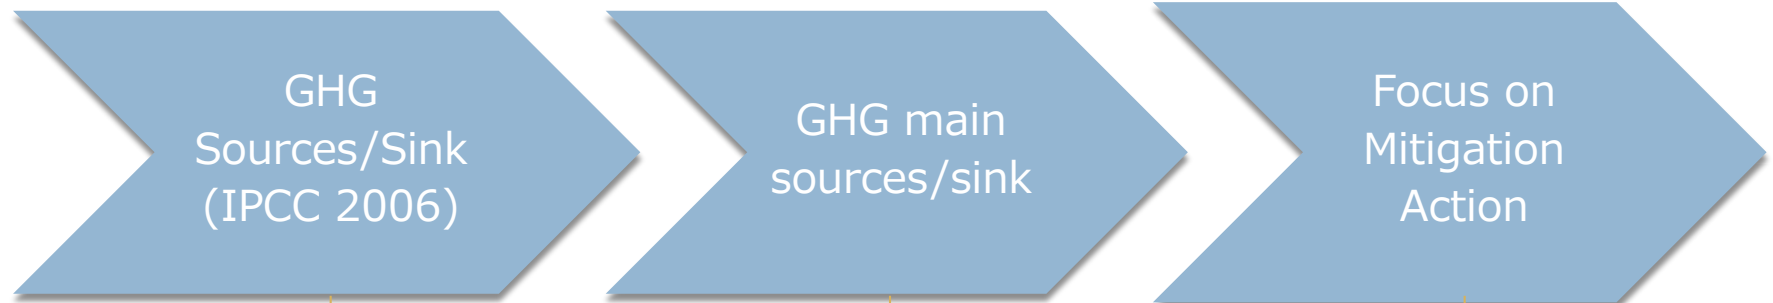 GHG
Sources/Sink
(IPCC 2006)
GHG main
sources/sink
Focus on
Mitigation
Action